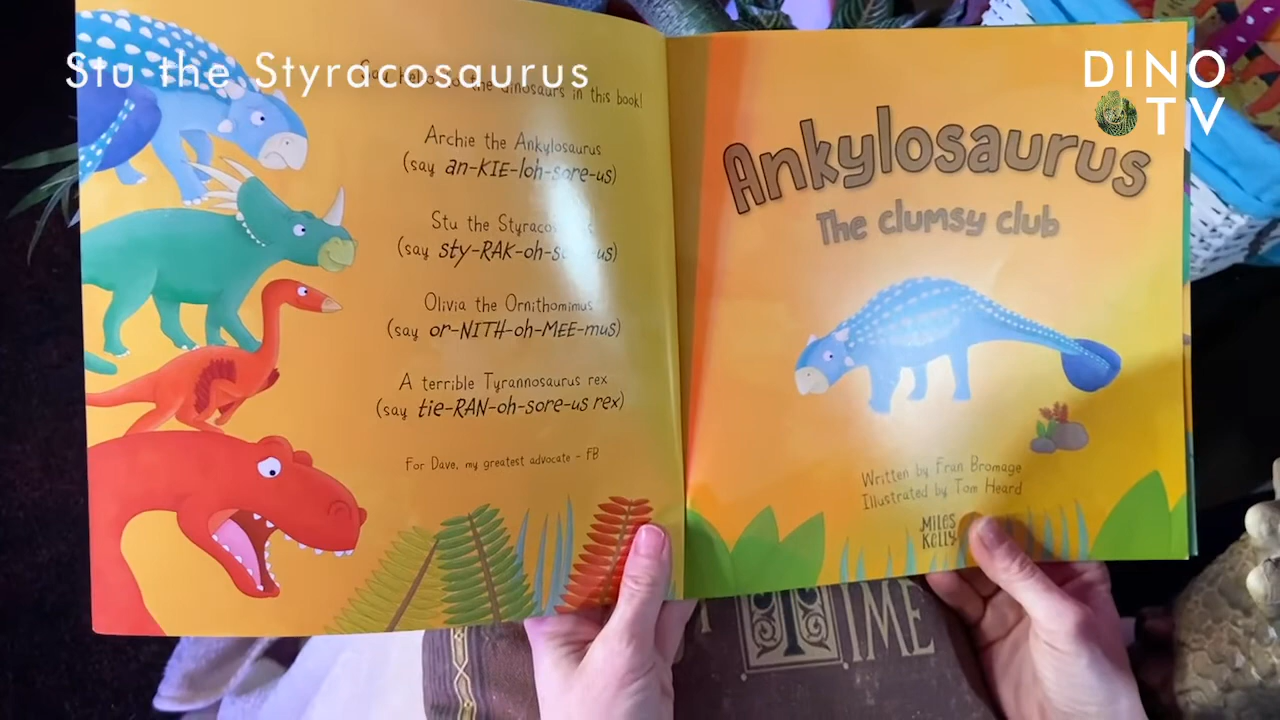 Stu the Styracosaurus
DINO
TV
to the dinosaurs in this book!
Archie the Ankylosaurus
(say an-KIE-loh-sore-us)
Stu the
(say sty-RAK-oh-
Olivia the Ornithomimus
(say or-NITH-oh-MEE-mus)
A terrible Tyrannosaurus rex
(say tie-RAN-oh-sore-us rex)
For Dave, my greatest advocate - FB
Ankylosaurus
The clumsy club
Written by Fran Bromage
Illustrated by Tom Heard
MILES
KELLY
TIME